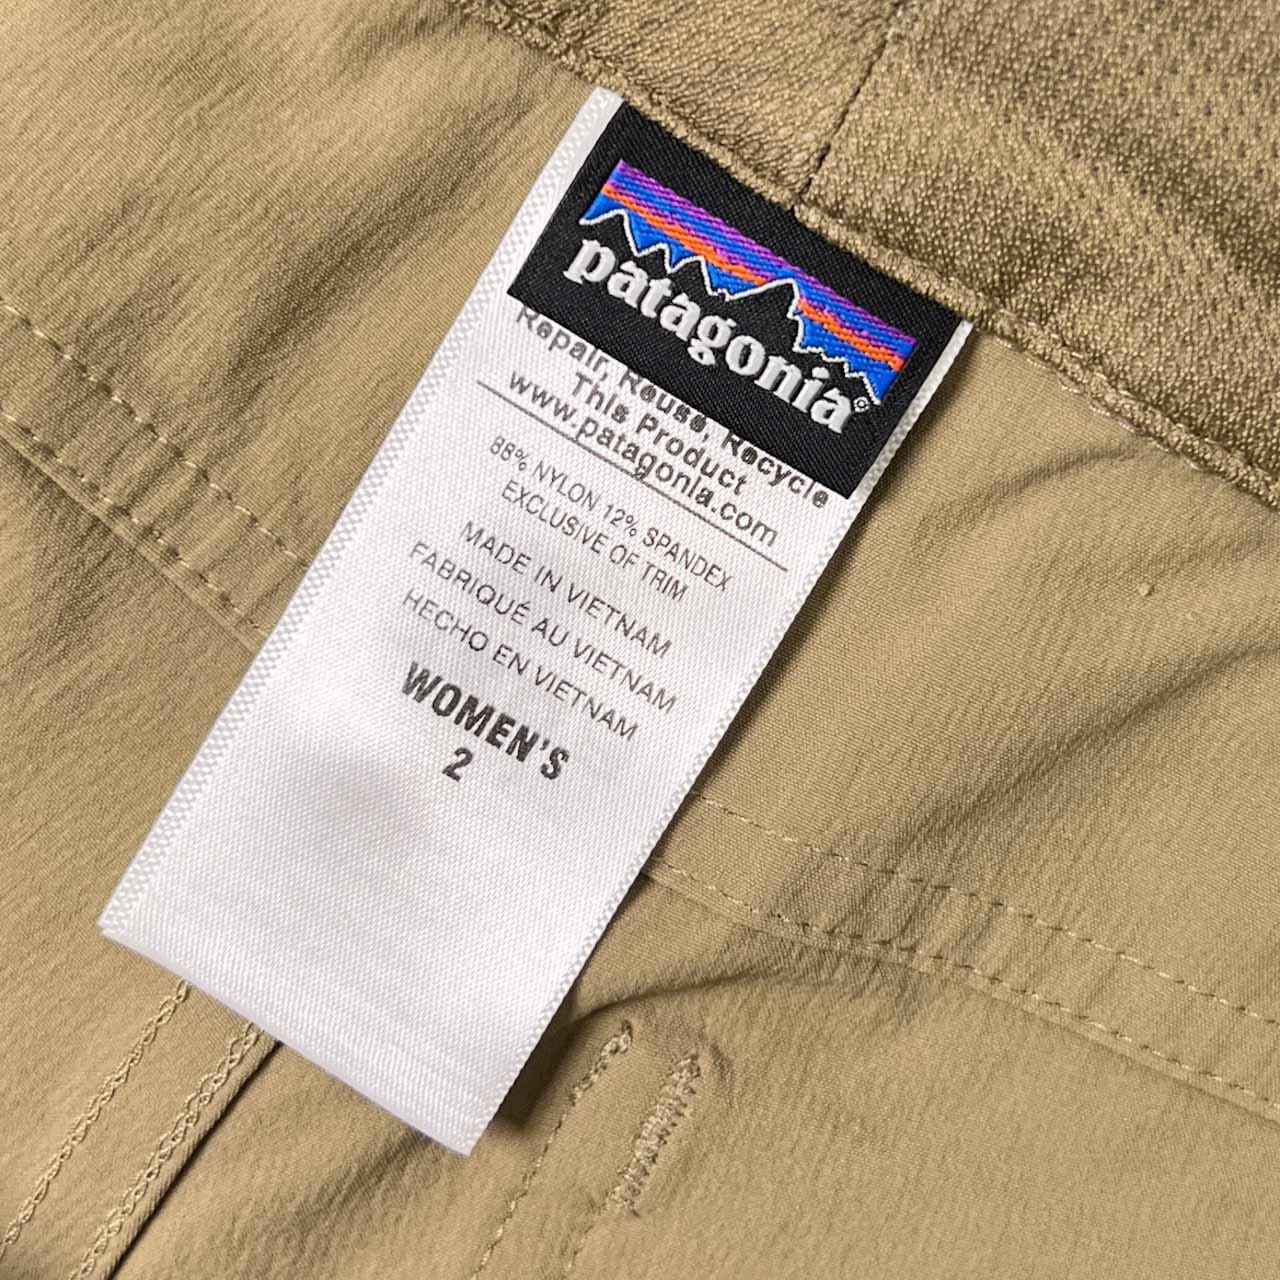 patagonia®
Repair, Reuse, Recycle
This Product
www.patagonia.com
88% NYLON 12% SPANDEX
EXCLUSIVE OF TRIM
MADE IN VIETNAM
FABRIQUÉ AU VIETNAM
HECHO EN VIETNAM
WOMEN'S
2